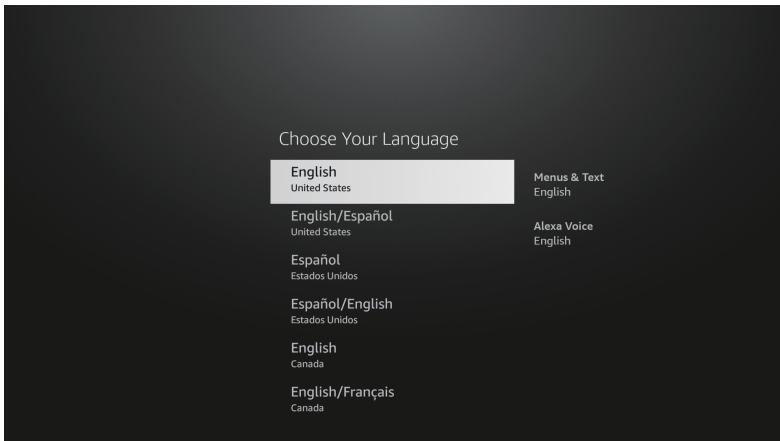 Choose Your Language
English
United States
English/Español
United States
Español
Estados Unidos
Español/English
Estados Unidos
English
Canada
English/Français
Canada
Menus & Text
English
Alexa Voice
English